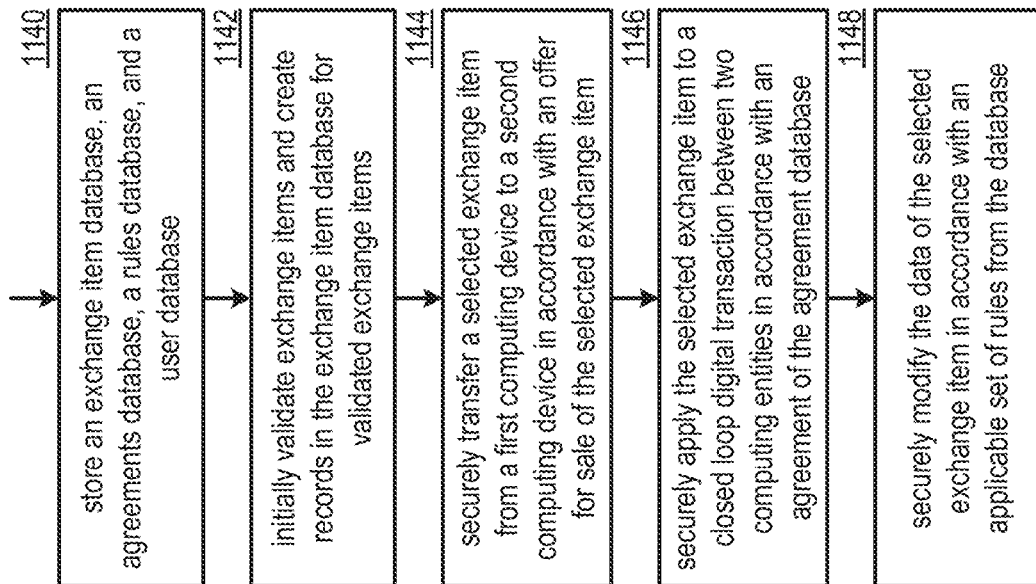 1140
store an exchange item database, an
agreements database, a rules database, and a
user database
1142
initially validate exchange items and create
records in the exchange item database for
validated exchange items
1144
securely transfer a selected exchange item
from a first computing device to a second
computing device in accordance with an offer
for sale of the selected exchange item
1146
securely apply the selected exchange item to a
closed loop digital transaction between two
computing entities in accordance with an
agreement of the agreement database
1148
securely modify the data of the selected
exchange item in accordance with an
applicable set of rules from the database